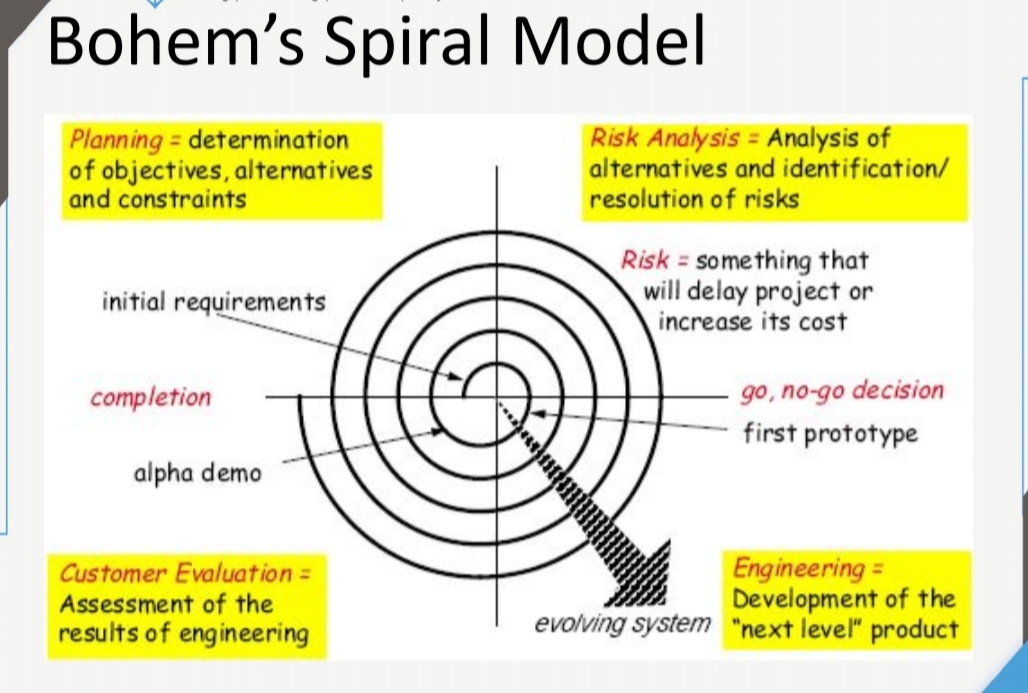 Bohem's Spiral Model
Planning = determination
of objectives, alternatives
and constraints
Risk Analysis = Analysis of
alternatives and identification/
resolution of risks
Risk = something that
will delay project or
increase its cost
initial requirements
completion
go, no-go decision
first prototype
alpha demo
Customer Evaluation =
Assessment of the
results of engineering
evolving system
Engineering =
Development of the
"next level" product